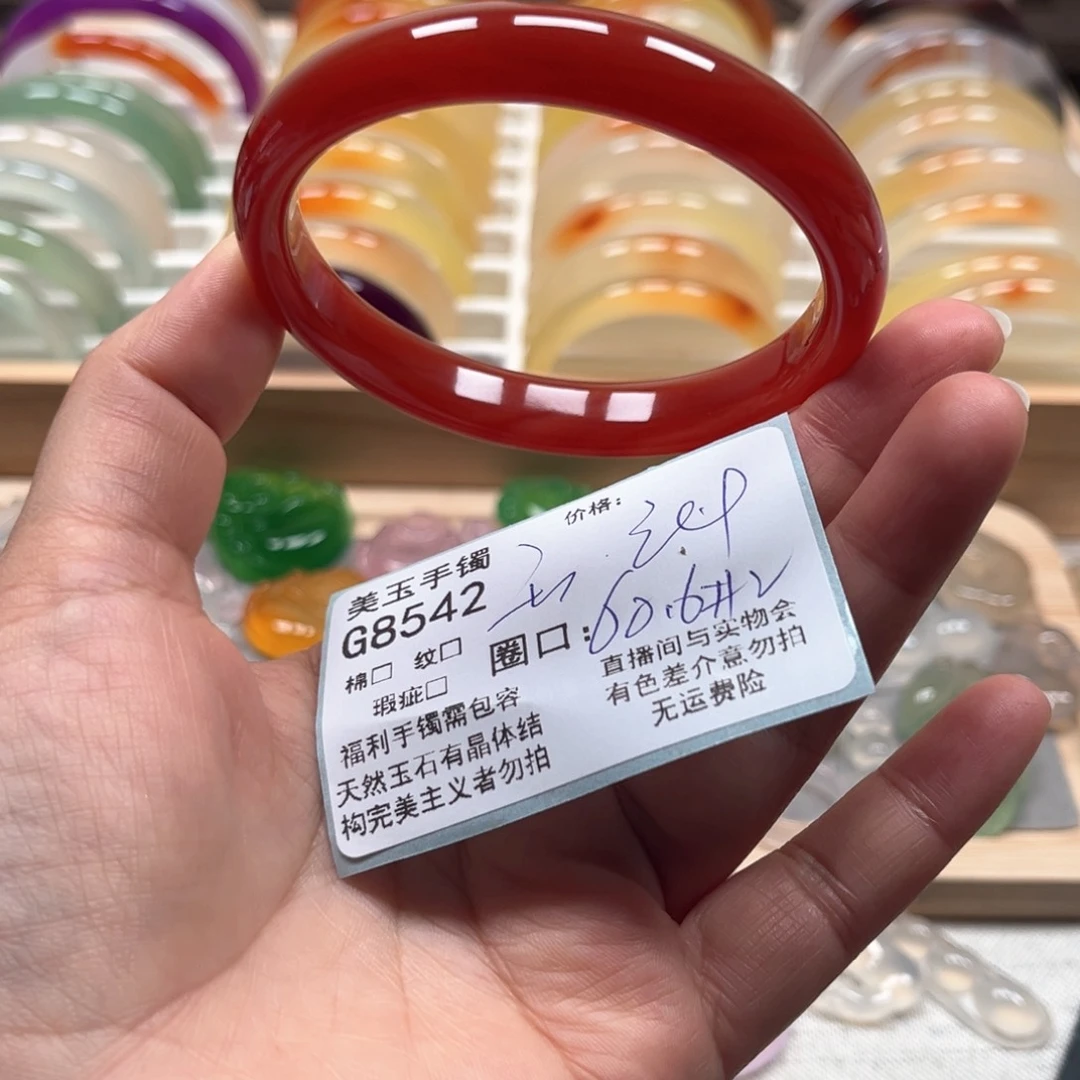 价格:
美玉手镯
G8542
圈口: 60.6
棉□ 纹□
瑕疵□
福利手镯需包容
天然玉石有晶体结
构完美主义者勿拍
直播间与实物会
有色差介意勿拍
无运费险